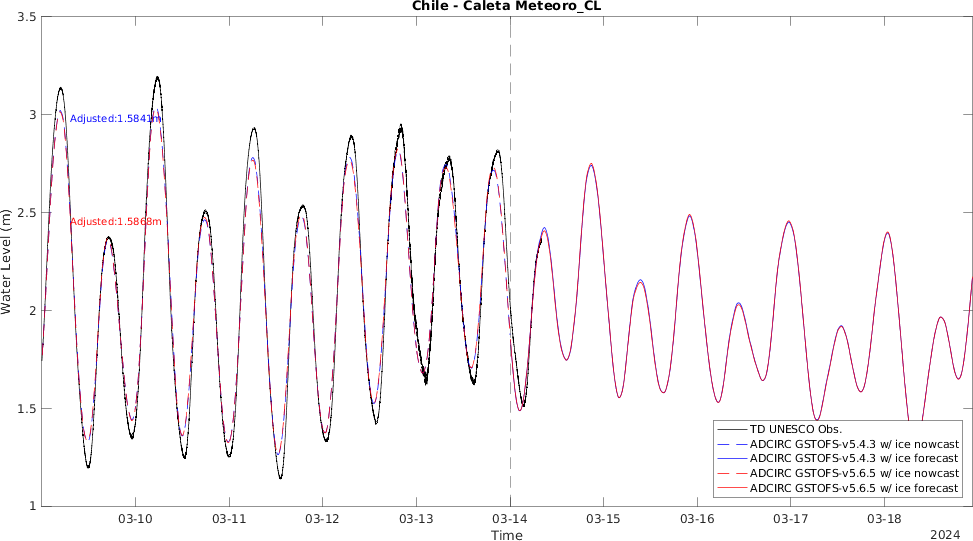 Chile - Caleta Meteoro_CL
3.5
3
2.5
2
1.5
1
Water Level (m)
Adjusted:1.5841m
Adjusted:1.5868m
TD UNESCO Obs.
ADCIRC GSTOFS-v5.4.3 w/ ice nowcast
ADCIRC GSTOFS-v5.4.3 w/ ice forecast
ADCIRC GSTOFS-v5.6.5 w/ ice nowcast
ADCIRC GSTOFS-v5.6.5 w/ ice forecast
03-10 03-11 03-12 03-13 03-14 03-15 03-16 03-17 03-18
Time
2024